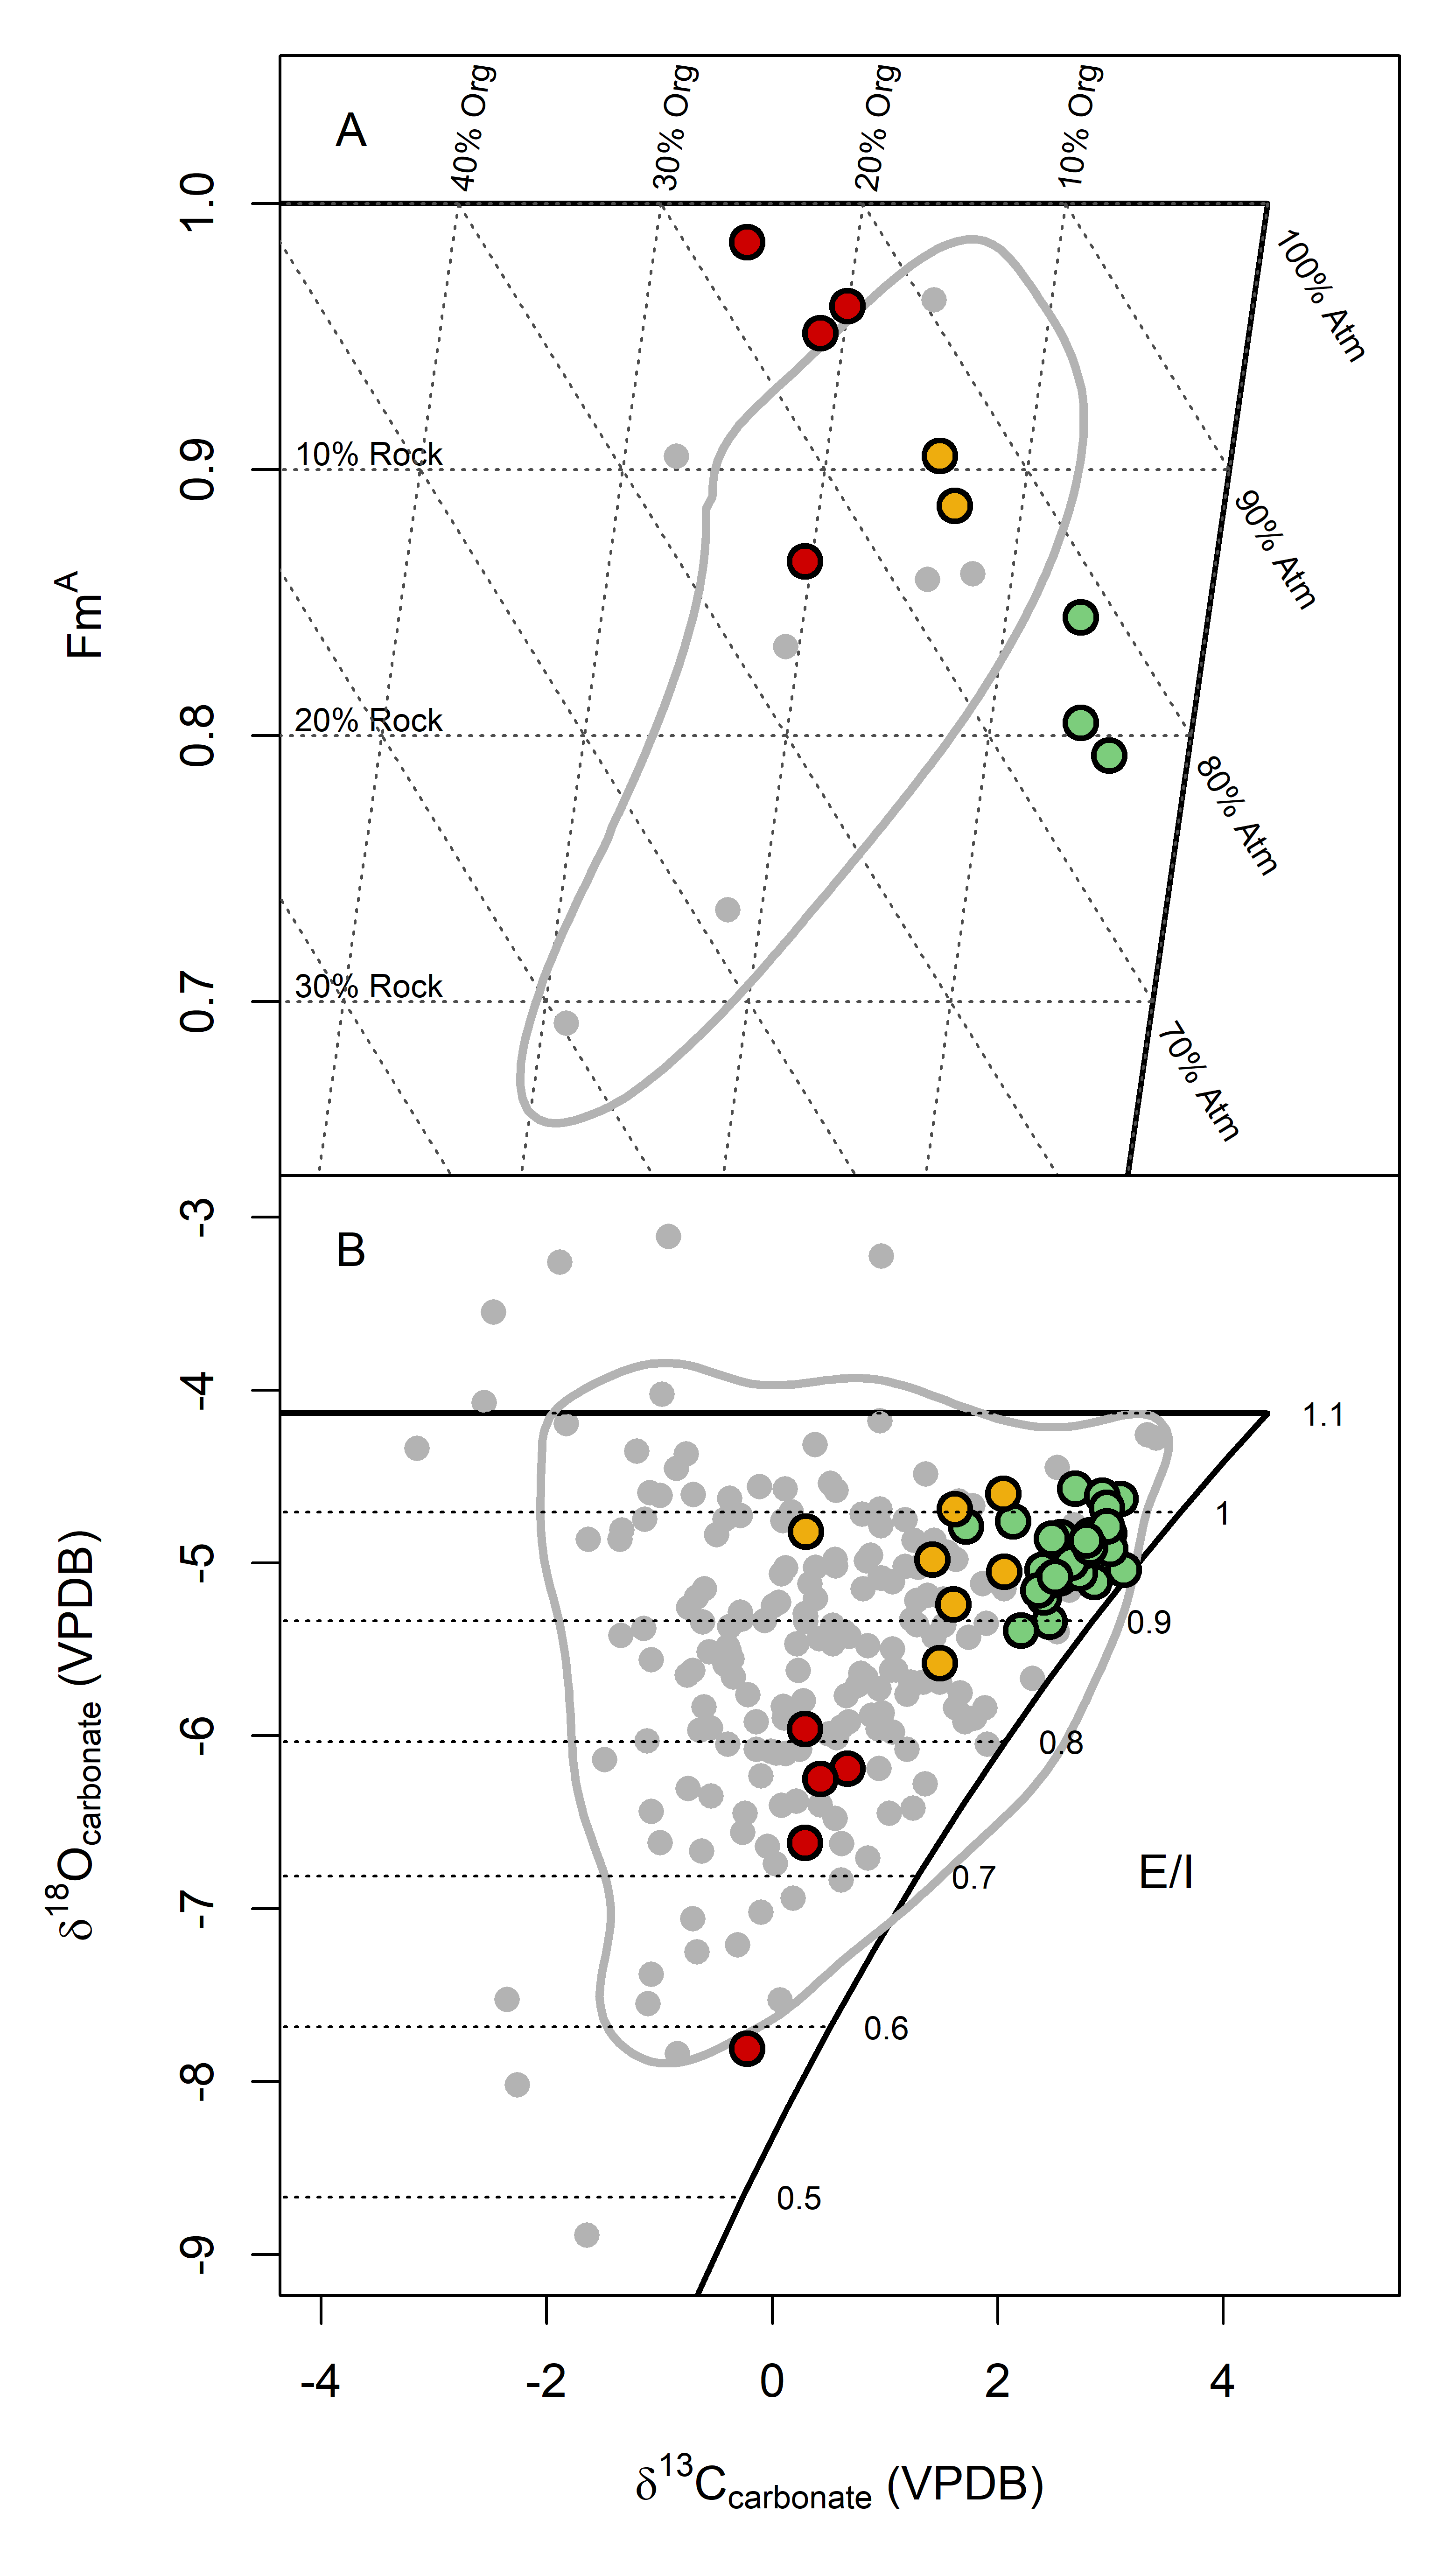 A
40% Org
30% Org
20% Org
10% Org
100% Atm
90% Atm
80% Atm
70% Atm
10% Rock
20% Rock
30% Rock
1.0
0.9
0.8
0.7
Fm^A
B
-3
-4
-5
-6
-7
-8
-9
δ18Ocarbonate (VPDB)
1.1
1
0.9
0.8
0.7
0.6
0.5
E/I
-4 -2 0 2 4
δ13Ccarbonate (VPDB)